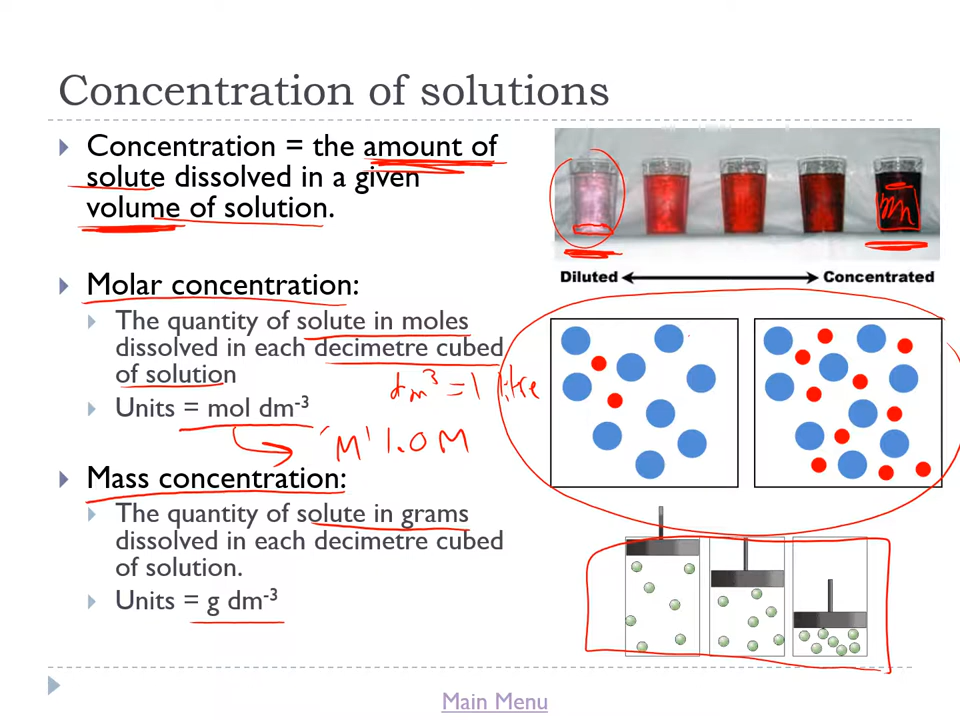 Concentration of solutions
Concentration = the amount of
solute dissolved in a given
volume of solution.
Diluted
Concentrated
Molar concentration:
The quantity of solute in moles
dissolved in each decimetre cubed
of solution
dm³ = 1 litre
Units = mol dm⁻³
'M' 1.0 M
Mass concentration:
The quantity of solute in grams
dissolved in each decimetre cubed
of solution.
Units = g dm⁻³
Main Menu